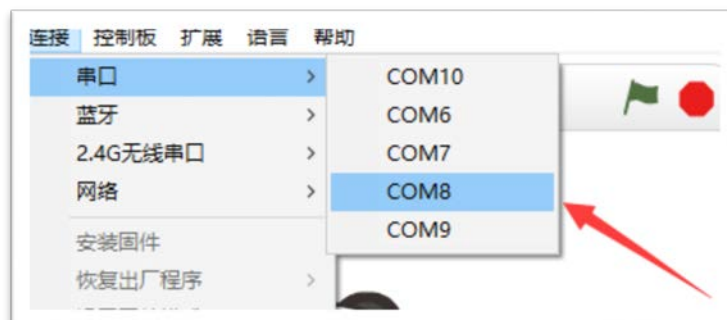 连接 控制板 扩展 语言 帮助
串口 >
蓝牙 >
2.4G无线串口 >
网络 >
安装固件
恢复出厂程序 >
COM10
COM6
COM7
COM8
COM9